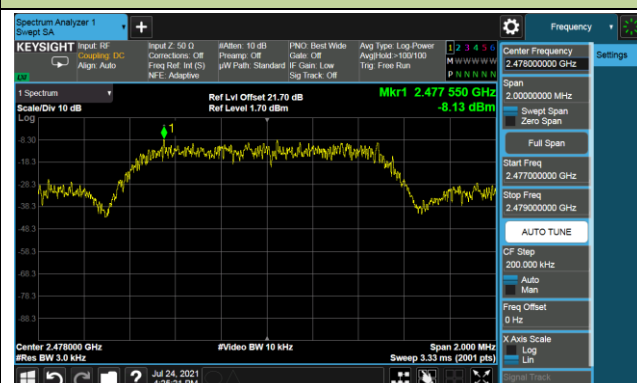 Spectrum Analyzer 1
Swept SA
Frequency
KEYSIGHT
Input: RF
Coupling: DC
Align: Auto
Input Z: 50 Ω
Corrections: Off
Freq Ref: Int (S)
NFE: Adaptive
#Atten: 10 dB
Preamp: Off
µW Path: Standard
PNO: Best Wide
Gate: Off
IF Gain: Low
Sig Track: Off
Avg Type: Log-Power
Avg|Hold:>100/100
Trig: Free Run
1 2 3 4 5 6
M W W W W W
P N N N N N
Settings
Center Frequency
2.478000000 GHz
Span
2.00000000 MHz
Swept Span
Zero Span
Full Span
Start Freq
2.477000000 GHz
Stop Freq
2.479000000 GHz
AUTO TUNE
CF Step
200.000 kHz
Auto
Man
Freq Offset
0 Hz
X Axis Scale
Log
Lin
Signal Track
1 Spectrum
Scale/Div 10 dB
Log
Ref Lvl Offset 21.70 dB
Ref Level 1.70 dBm
Mkr1 2.477 550 GHz
-8.13 dBm
1
-8.30
-18.3
-28.3
-38.3
-48.3
-58.3
-68.3
-78.3
-88.3
Center 2.478000 GHz
#Res BW 3.0 kHz
#Video BW 10 kHz
Span 2.000 MHz
Sweep 3.33 ms (2001 pts)
Jul 24, 2021